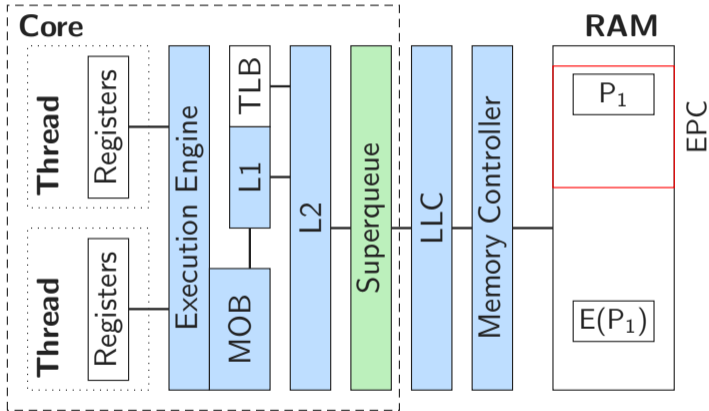 Core
RAM
Thread
Registers
Thread
Registers
Execution Engine
TLB
L1
MOB
L2
Superqueue
LLC
Memory Controller
P₁
E(P₁)
EPC